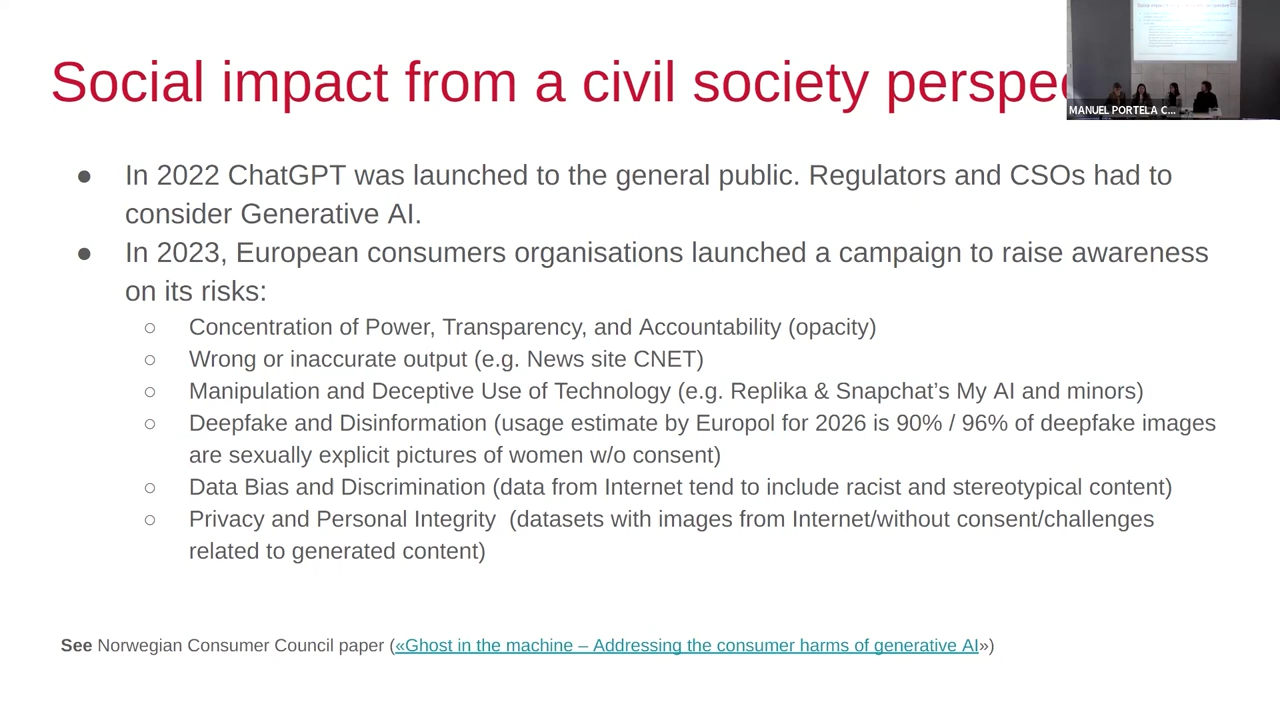 Social impact from a civil society perspec
MANUEL PORTELA C...
● In 2022 ChatGPT was launched to the general public. Regulators and CSOs had to
consider Generative AI.
● In 2023, European consumers organisations launched a campaign to raise awareness
on its risks:
○ Concentration of Power, Transparency, and Accountability (opacity)
○ Wrong or inaccurate output (e.g. News site CNET)
○ Manipulation and Deceptive Use of Technology (e.g. Replika & Snapchat’s My AI and minors)
○ Deepfake and Disinformation (usage estimate by Europol for 2026 is 90% / 96% of deepfake images
are sexually explicit pictures of women w/o consent)
○ Data Bias and Discrimination (data from Internet tend to include racist and stereotypical content)
○ Privacy and Personal Integrity  (datasets with images from Internet/without consent/challenges
related to generated content)
See Norwegian Consumer Council paper («Ghost in the machine – Addressing the consumer harms of generative AI»)